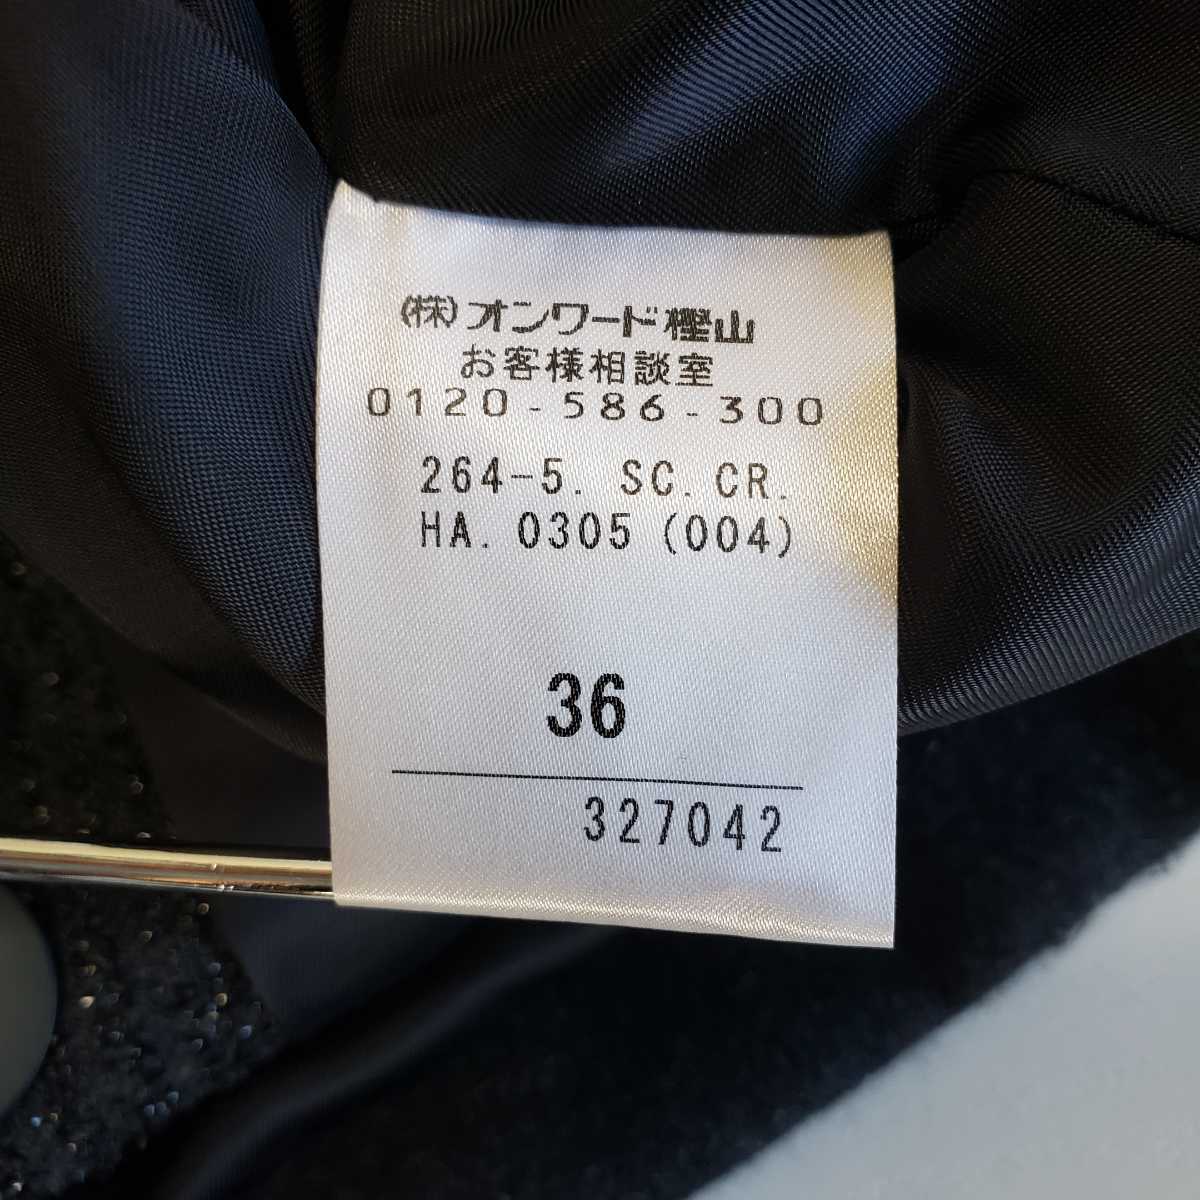 (株)オンワード樫山
お客様相談室
0120-586-300
264-5. SC.CR.
HA.0305(004)
36
327042